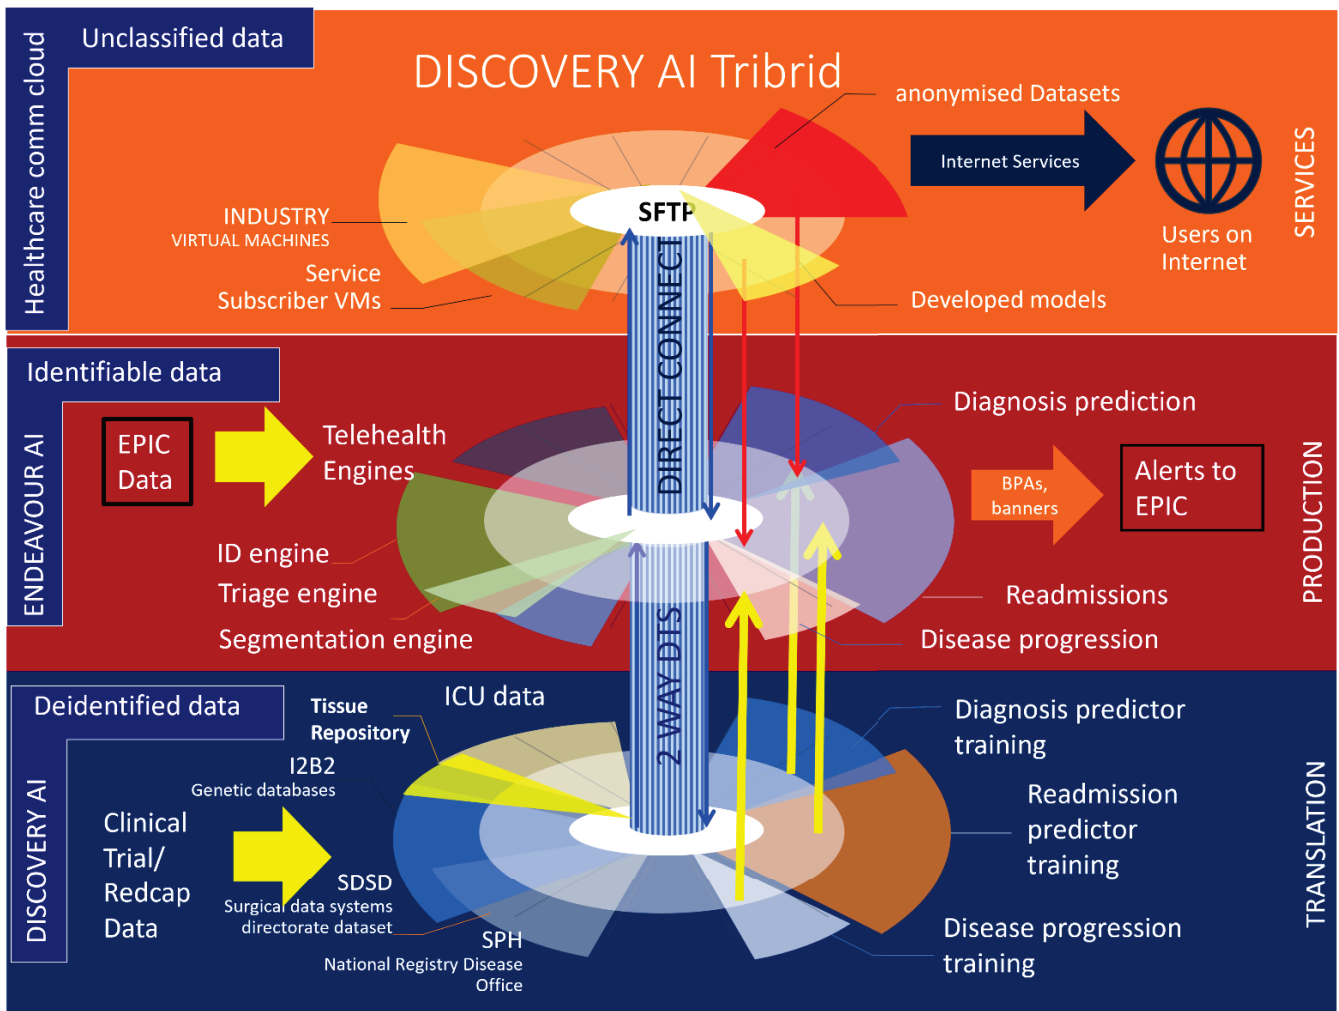 Healthcare comm cloud
Unclassified data
DISCOVERY AI Tribrid
anonymised Datasets
Internet Services
Users on
Internet
SERVICES
SFTP
INDUSTRY
VIRTUAL MACHINES
Service
Subscriber VMs
Developed models
DIRECT CONNECT
Identifiable data
ENDEAVOUR AI
EPIC
Data
Telehealth
Engines
ID engine
Triage engine
Segmentation engine
Diagnosis prediction
BPAs,
banners
Alerts to
EPIC
Readmissions
Disease progression
PRODUCTION
2 WAY DTS
Deidentified data
DISCOVERY AI
ICU data
Tissue
Repository
I2B2
Genetic databases
Clinical
Trial/
Redcap
Data
SDSD
Surgical data systems
directorate dataset
SPH
National Registry Disease
Office
Diagnosis predictor
training
Readmission
predictor
training
Disease progression
training
TRANSLATION